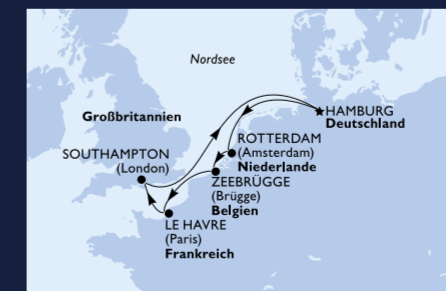 Nordsee
Großbritannien
HAMBURG
Deutschland
ROTTERDAM
(Amsterdam)
Niederlande
SOUTHAMPTON
(London)
ZEEBRÜGGE
(Brügge)
Belgien
LE HAVRE
(Paris)
Frankreich